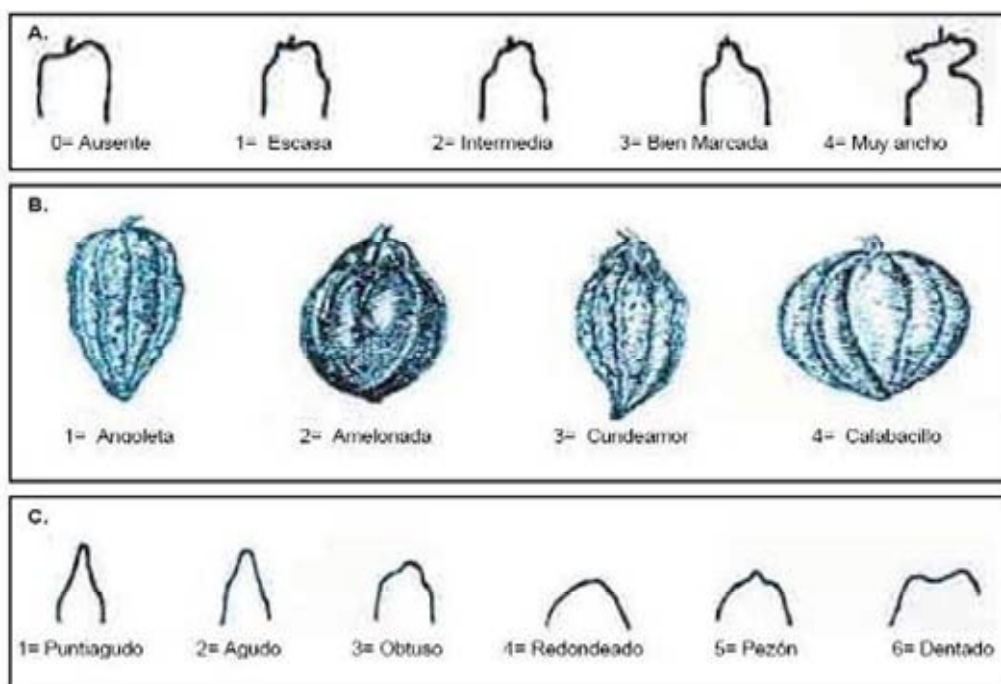 A.
0= Ausente 1= Escasa 2= Intermedia 3= Bien Marcada 4= Muy ancho
B.
1= Angoleta 2= Amelonada 3= Cundeamor 4= Calabacillo
C.
1= Puntiagudo 2= Agudo 3= Obtuso 4= Redondeado 5= Pezón 6= Dentado